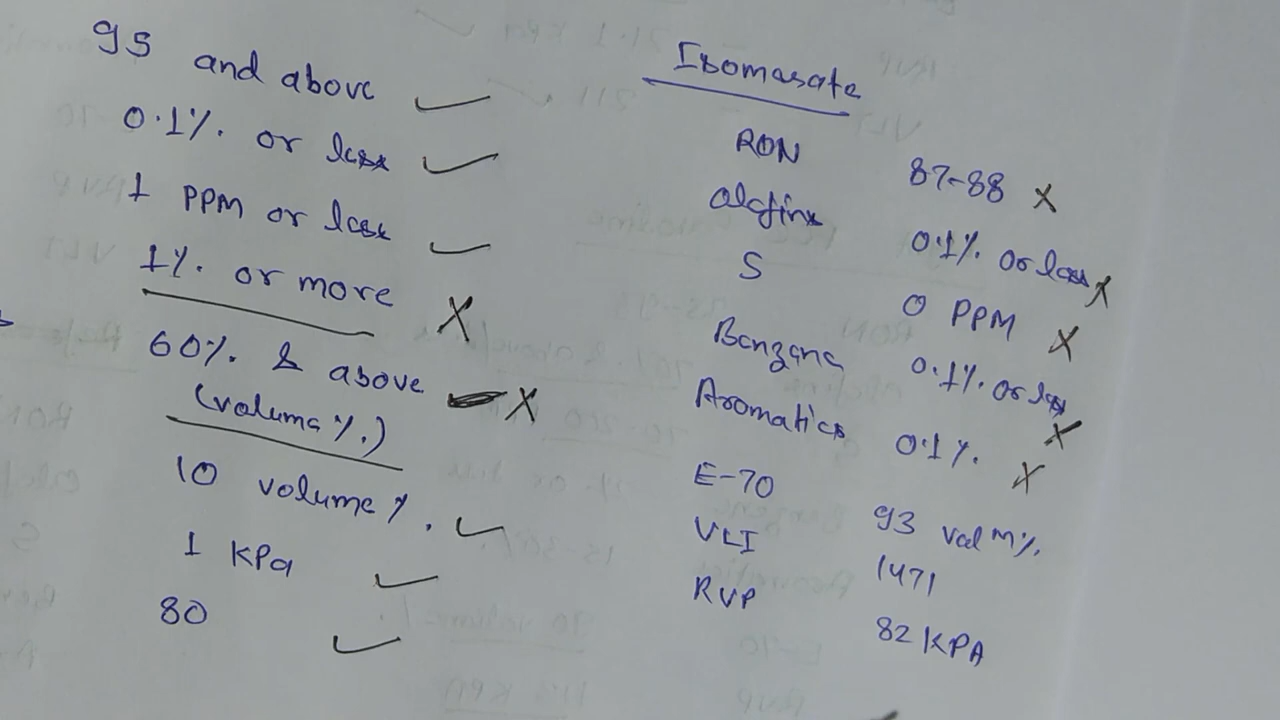 95 and above ✓
0.1%. or less ✓
1 PPM or less ✓
1%. or more X
60%. & above X
(volume %.)
10 volume %. ✓
1 KPa ✓
80 ✓
Isomerate
RON 87-88 X
Olefins 0.1%. or less X
S 0 PPM X
Benzene 0.1%. or less X
Aromatics 0.1%. X
E-70 93 vol m%.
VLI 1471
RVP 82 KPA